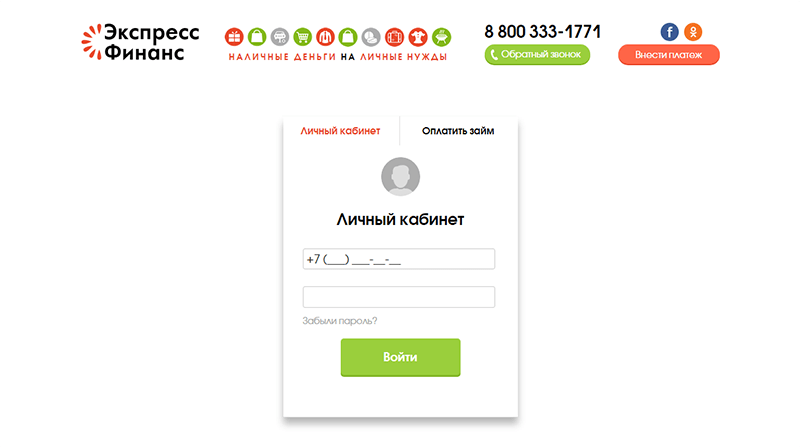 Экспресс
Финанс
НАЛИЧНЫЕ ДЕНЬГИ НА ЛИЧНЫЕ НУЖДЫ
8 800 333-1771
Обратный звонок
f
Внести платеж
Личный кабинет
Оплатить займ
Личный кабинет
+7 (___) ___-__-__
Забыли пароль?
Войти